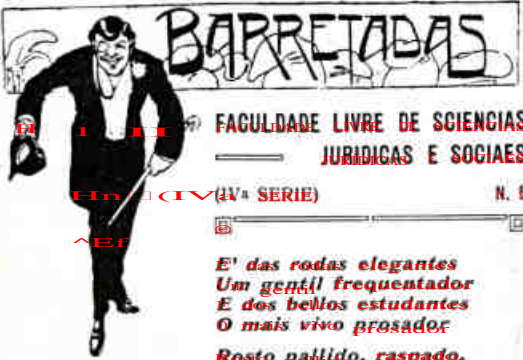 BARRETADAS
FACULDADE LIVRE DE SCIENCIAS
JURIDICAS E SOCIAES
(IVa SERIE) N. 6
E' das rodas elegantes
Um gentil frequentador
E dos bellos estudantes
O mais vivo prosador
Rosto pallido, raspado,